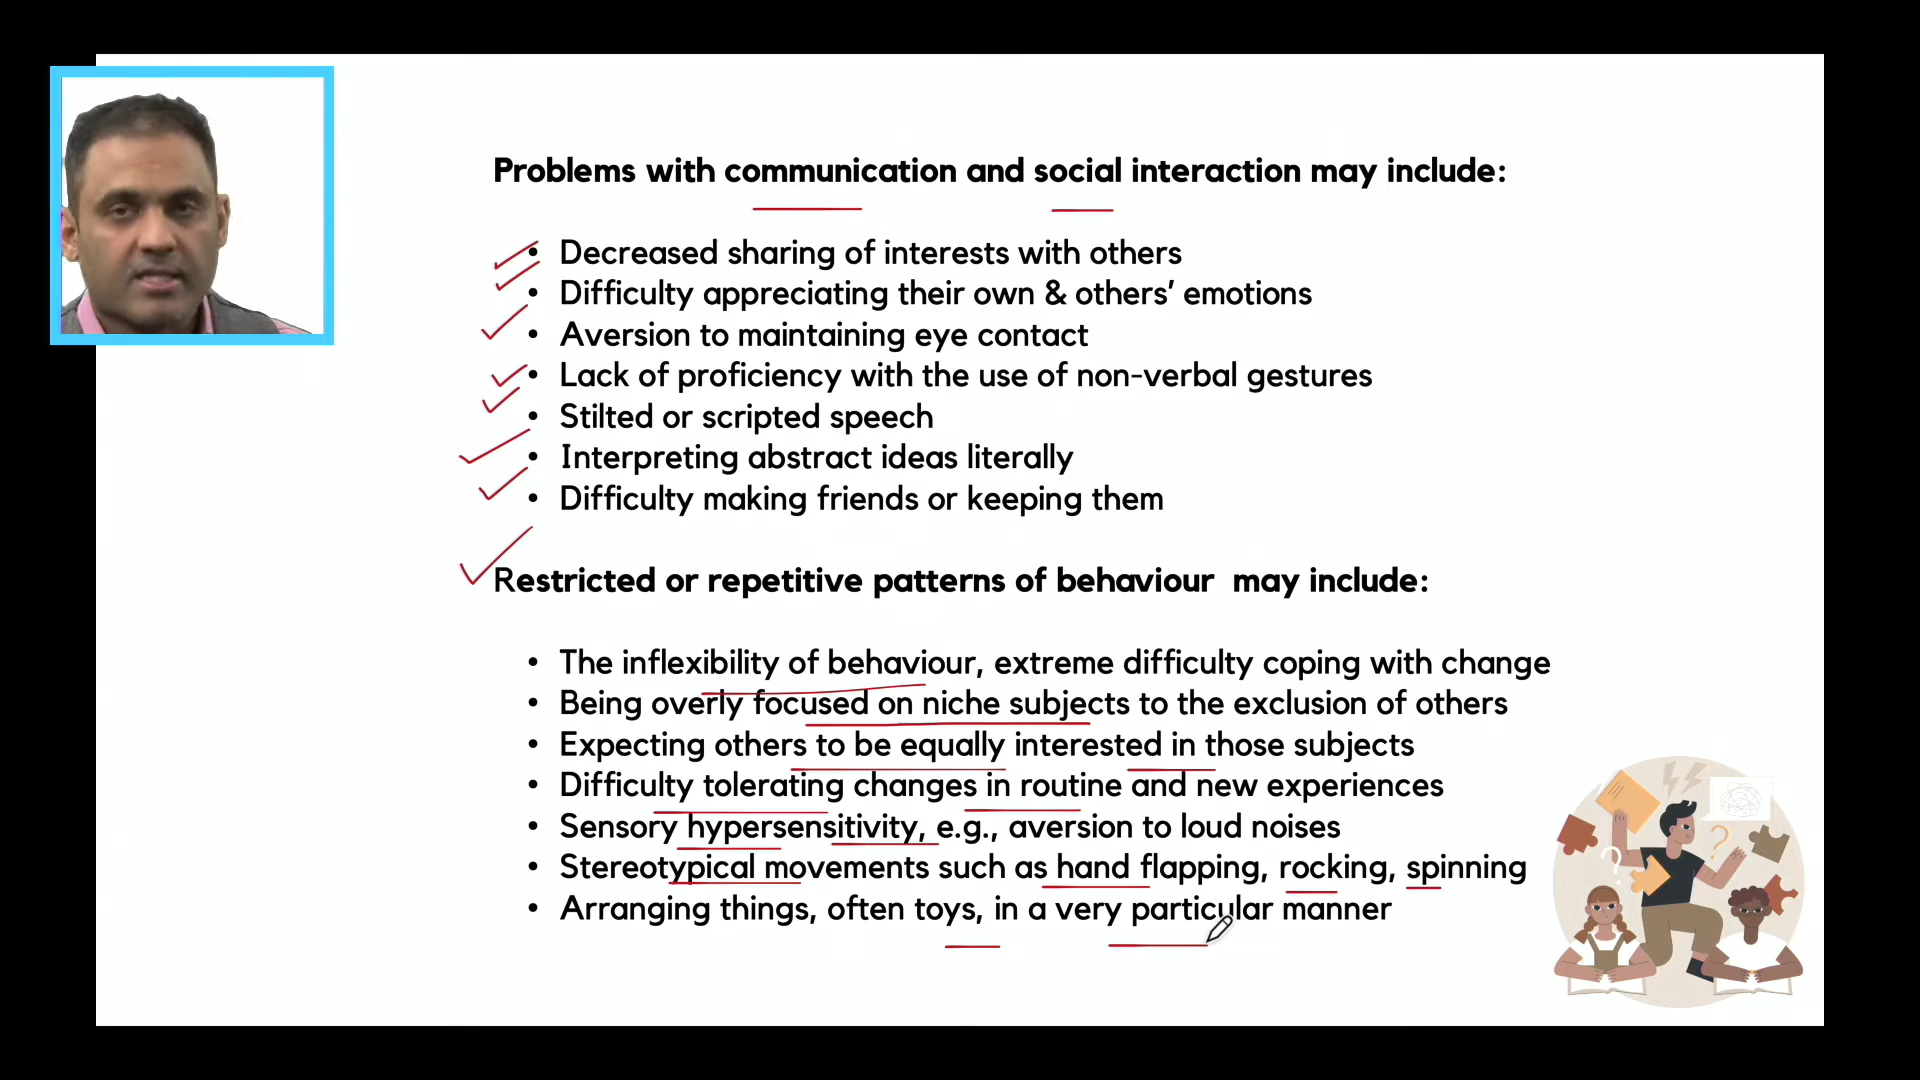 Problems with communication and social interaction may include:
• Decreased sharing of interests with others
• Difficulty appreciating their own & others’ emotions
• Aversion to maintaining eye contact
• Lack of proficiency with the use of non-verbal gestures
• Stilted or scripted speech
• Interpreting abstract ideas literally
• Difficulty making friends or keeping them
Restricted or repetitive patterns of behaviour may include:
• The inflexibility of behaviour, extreme difficulty coping with change
• Being overly focused on niche subjects to the exclusion of others
• Expecting others to be equally interested in those subjects
• Difficulty tolerating changes in routine and new experiences
• Sensory hypersensitivity, e.g., aversion to loud noises
• Stereotypical movements such as hand flapping, rocking, spinning
• Arranging things, often toys, in a very particular manner